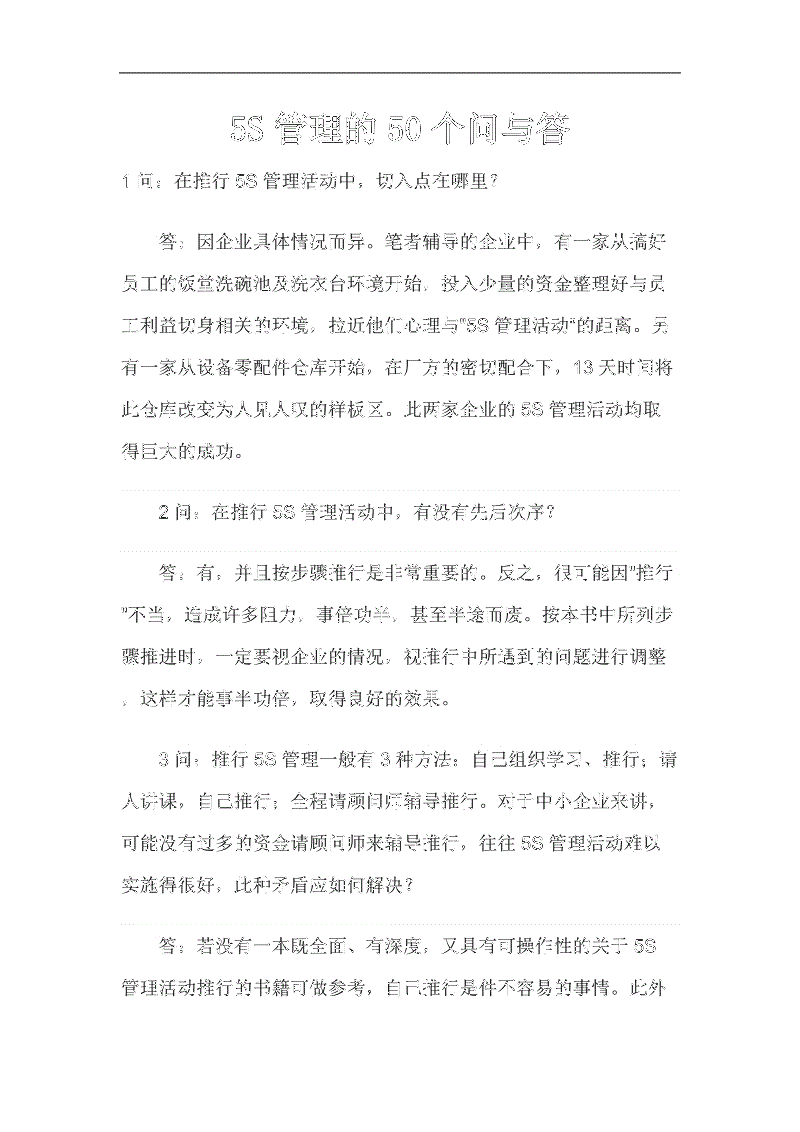 5S管理的50个问与答
1问：在推行5S管理活动中，切入点在哪里？
答：因企业具体情况而异。笔者辅导的企业中，有一家从搞好
员工的饭堂洗碗池及洗衣台环境开始，投入少量的资金整理好与员
工利益切身相关的环境，拉近他们心理与"5S管理活动"的距离。另
有一家从设备零配件仓库开始，在厂方的密切配合下，13天时间将
此仓库改变为人见人叹的样板区。此两家企业的5S管理活动均取
得巨大的成功。
2问：在推行5S管理活动中，有没有先后次序？
答：有，并且按步骤推行是非常重要的。反之，很可能因"推行
"不当，造成许多阻力，事倍功半，甚至半途而废。按本书中所列步
骤推进时，一定要视企业的情况，视推行中所遇到的问题进行调整
，这样才能事半功倍，取得良好的效果。
3问：推行5S管理一般有3种方法：自己组织学习、推行；请
人讲课，自己推行；全程请顾问师辅导推行。对于中小企业来讲，
可能没有过多的资金请顾问师来辅导推行，往往5S管理活动难以
实施得很好，此种矛盾应如何解决？
答：若没有一本既全面、有深度，又具有可操作性的关于5S
管理活动推行的书籍可做参考，自己推行是件不容易的事情。此外